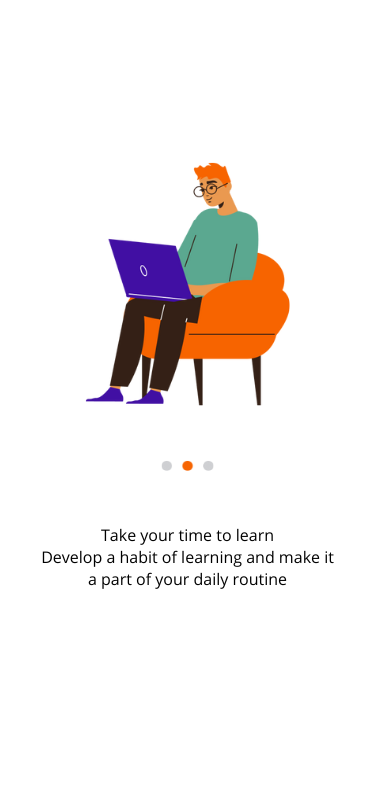 Take your time to learn
Develop a habit of learning and make it
a part of your daily routine